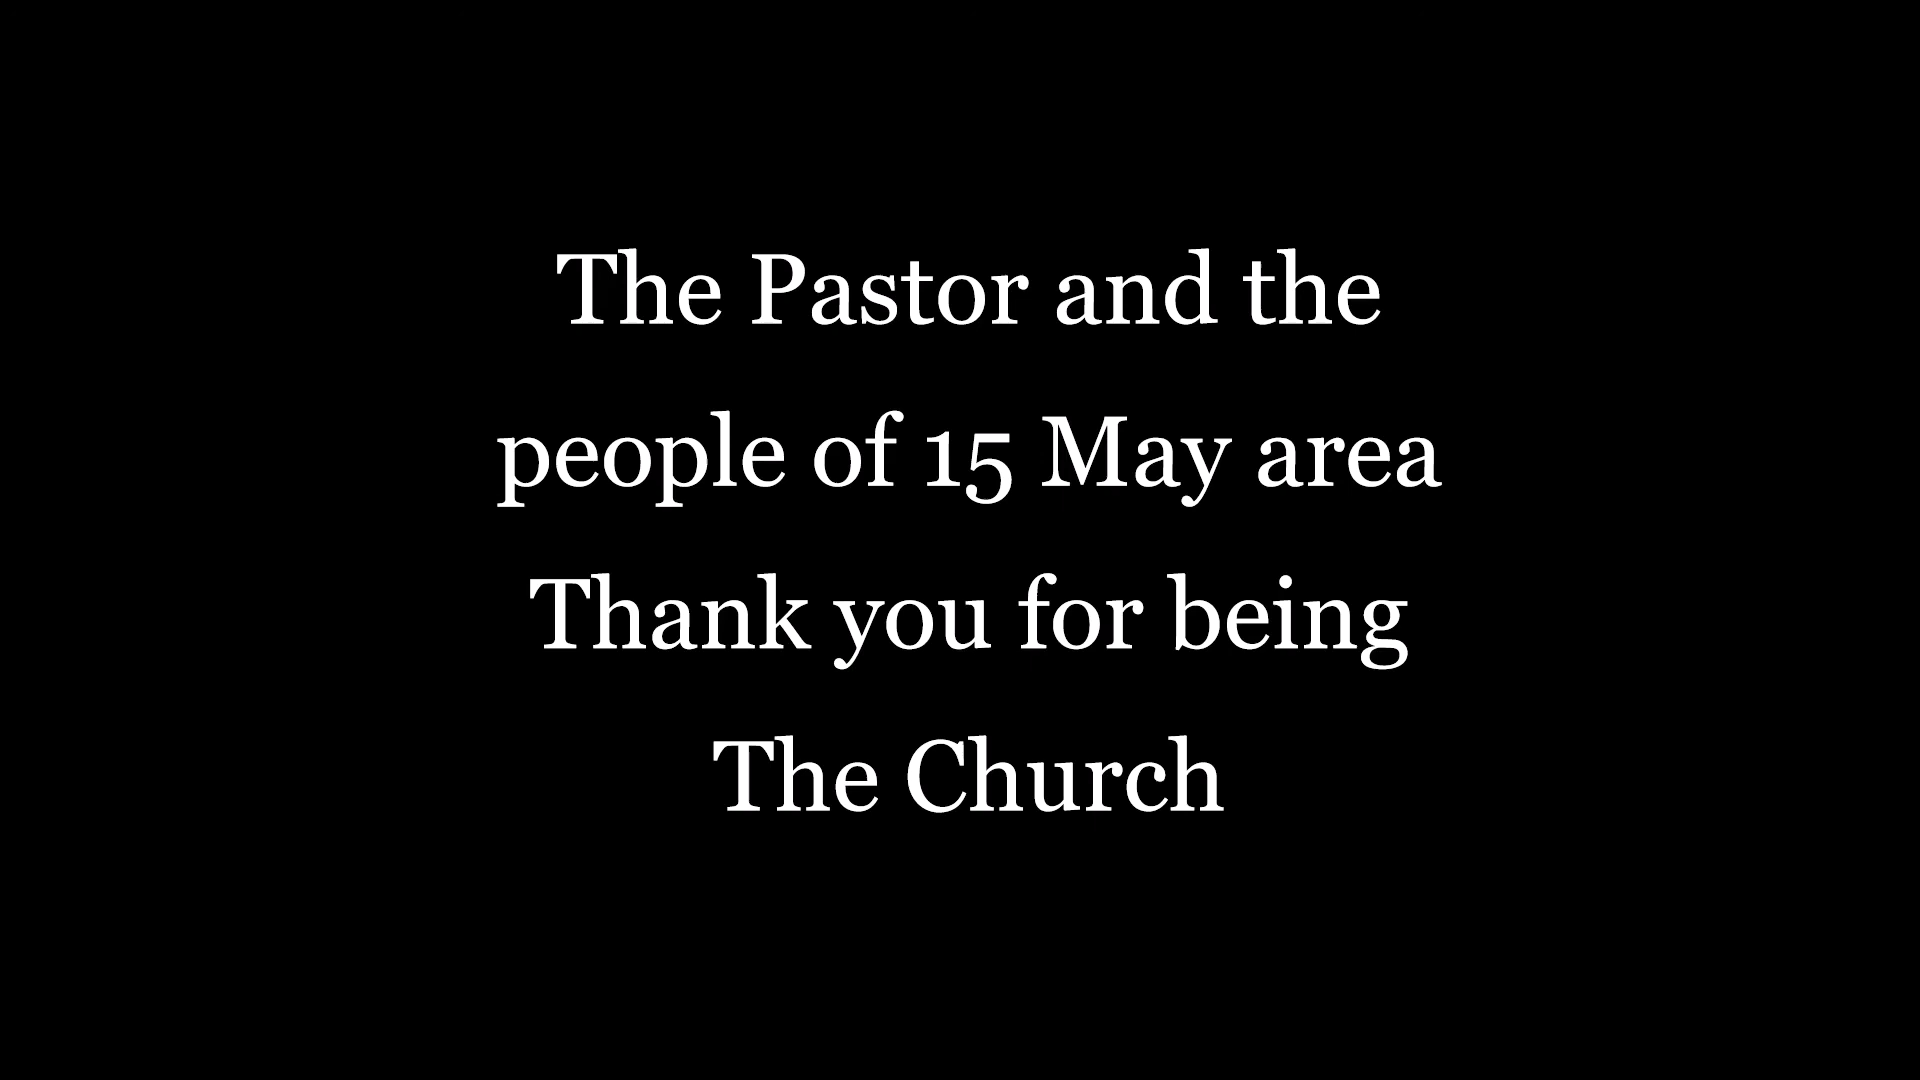 The Pastor and the
people of 15 May area
Thank you for being
The Church